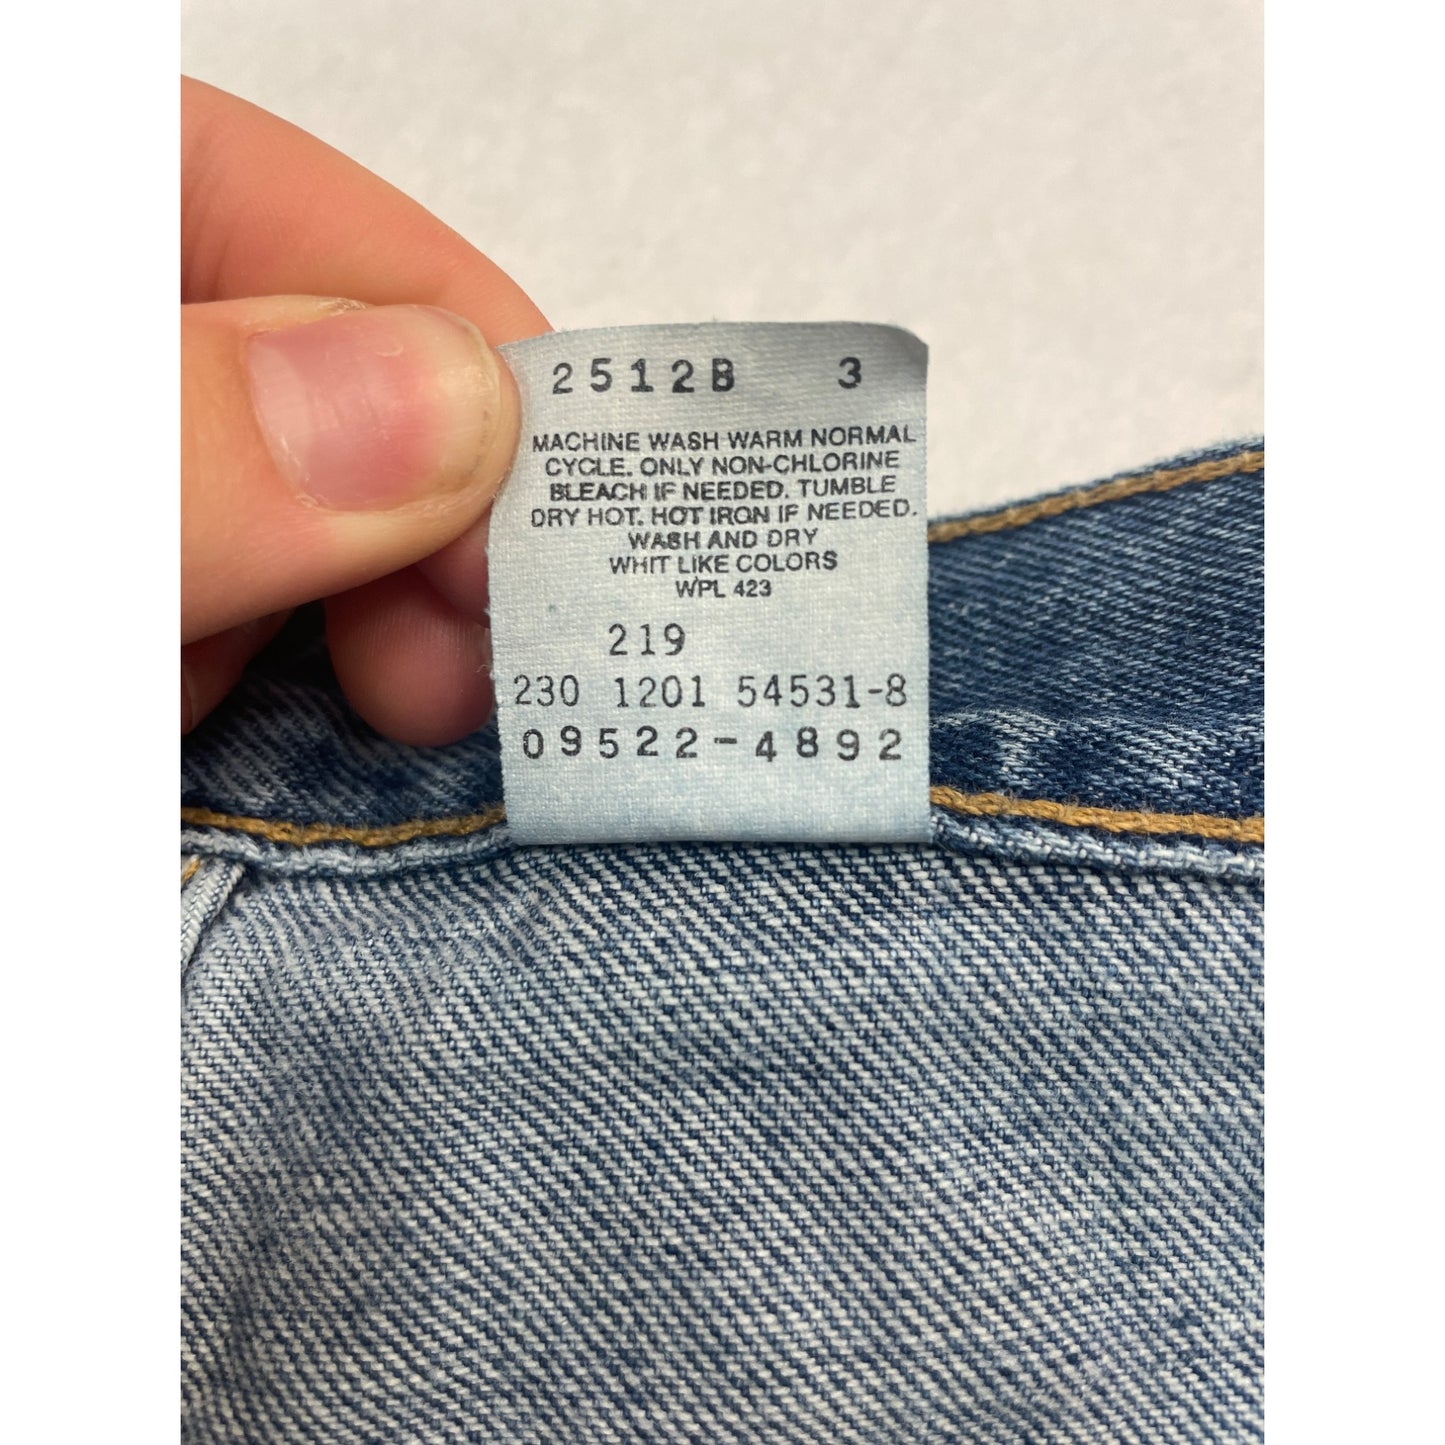 2512B 3
MACHINE WASH WARM NORMAL
CYCLE. ONLY NON-CHLORINE
BLEACH IF NEEDED. TUMBLE
DRY HOT. HOT IRON IF NEEDED.
WASH AND DRY
WHIT LIKE COLORS
WPL 423
219
230 1201 54531-8
09522-4892